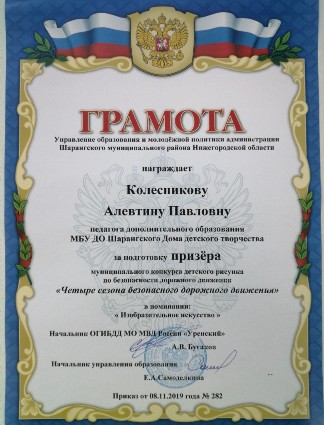 ГРАМОТА
Управление образования и молодёжной политики администрации
Шарангского муниципального района Нижегородской области
награждает
Колесникову
Алевтину Павловну
педагога дополнительного образования
МБУ ДО Шарангского Дома детского творчества
за подготовку призёра
муниципального конкурса детского рисунка
по безопасности дорожного движения
«Четыре сезона безопасного дорожного движения»
в номинации:
« Изобразительное искусство »
Начальник ОГИБДД МО МВД России «Уренский»
А.В. Бугаков
Начальник управления образования
Е.А.Самоделкина
Приказ от 08.11.2019 года № 282